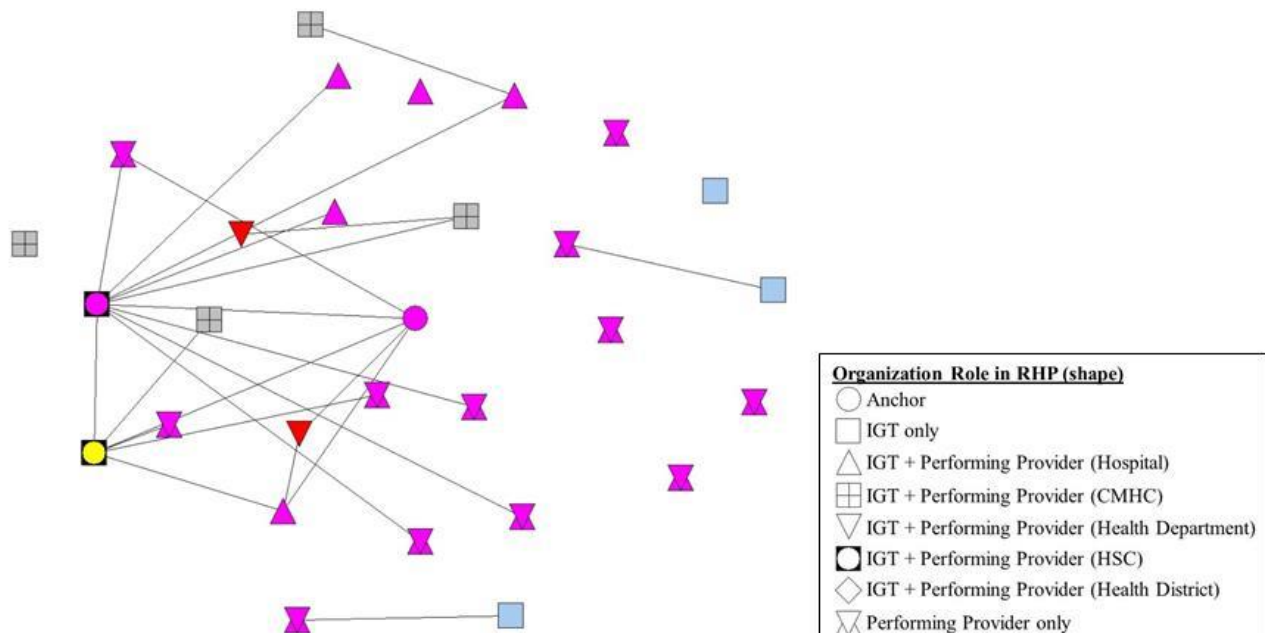 Organization Role in RHP (shape)
Anchor
IGT only
IGT + Performing Provider (Hospital)
IGT + Performing Provider (CMHC)
IGT + Performing Provider (Health Department)
IGT + Performing Provider (HSC)
IGT + Performing Provider (Health District)
Performing Provider only